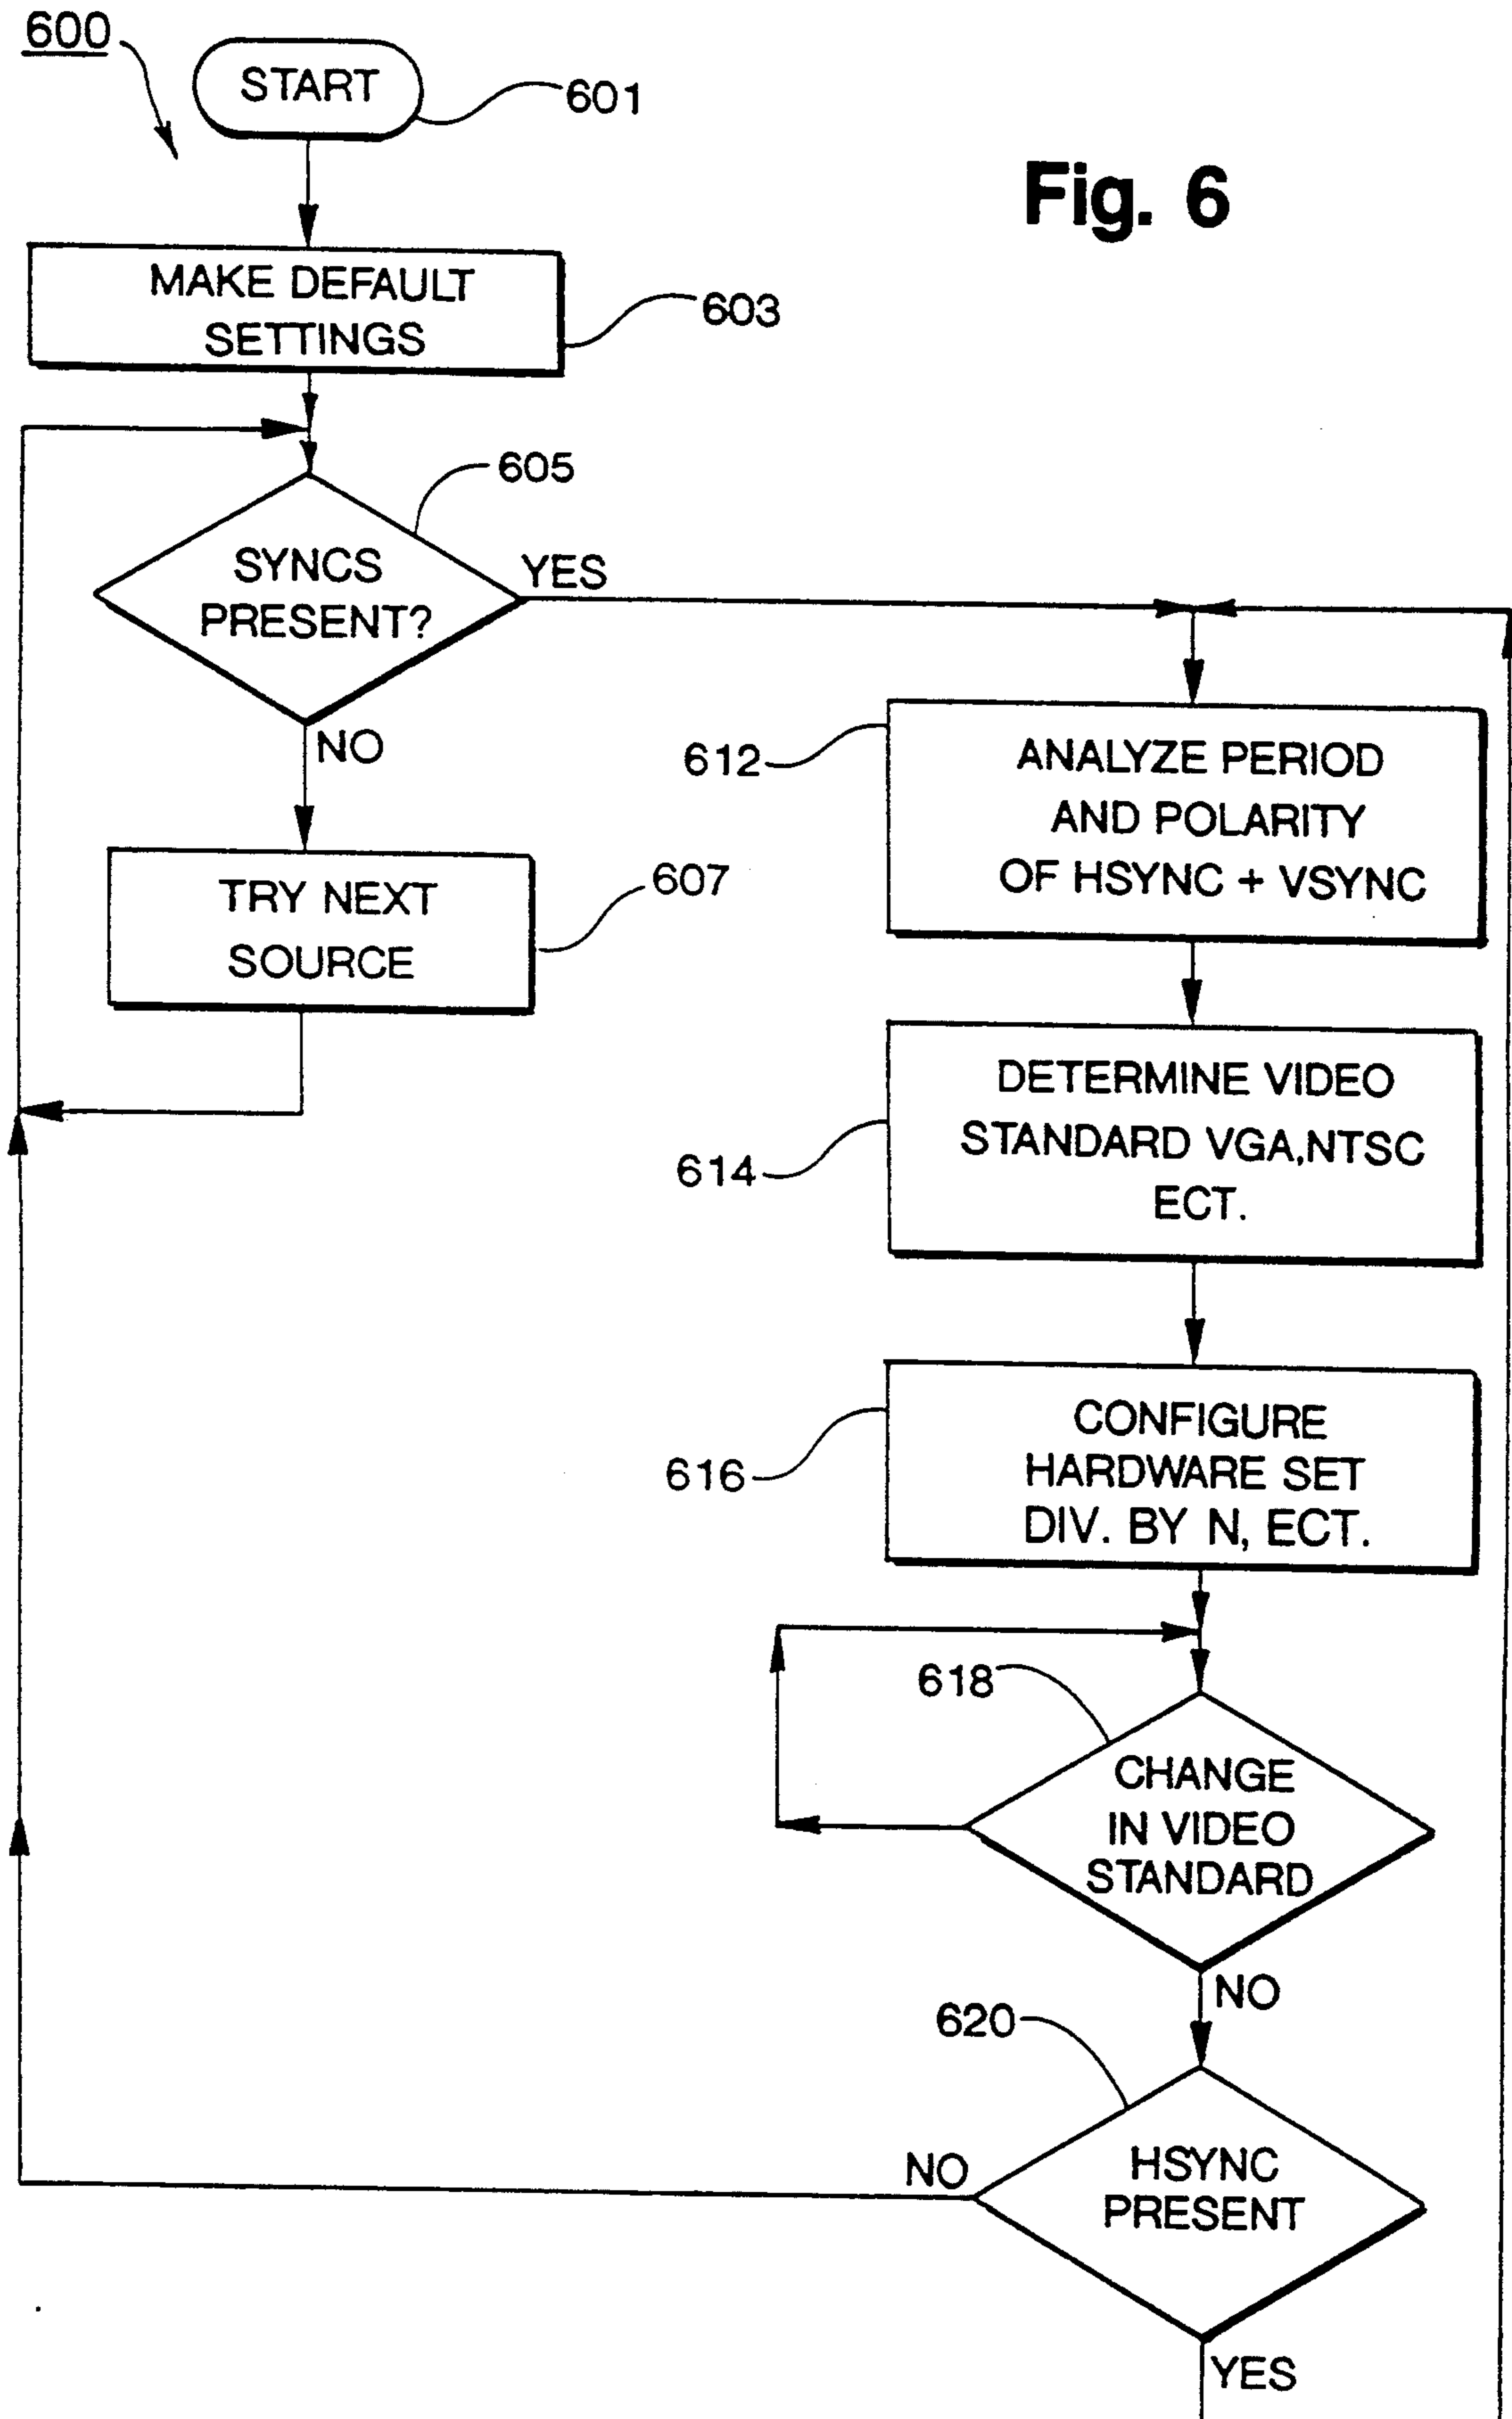 600
START
601
Fig. 6
MAKE DEFAULT
SETTINGS
603
605
SYNCS
PRESENT?
YES
NO
TRY NEXT
SOURCE
607
612
ANALYZE PERIOD
AND POLARITY
OF HSYNC + VSYNC
614
DETERMINE VIDEO
STANDARD VGA,NTSC
ECT.
616
CONFIGURE
HARDWARE SET
DIV. BY N, ECT.
618
CHANGE
IN VIDEO
STANDARD
NO
620
NO
HSYNC
PRESENT
YES